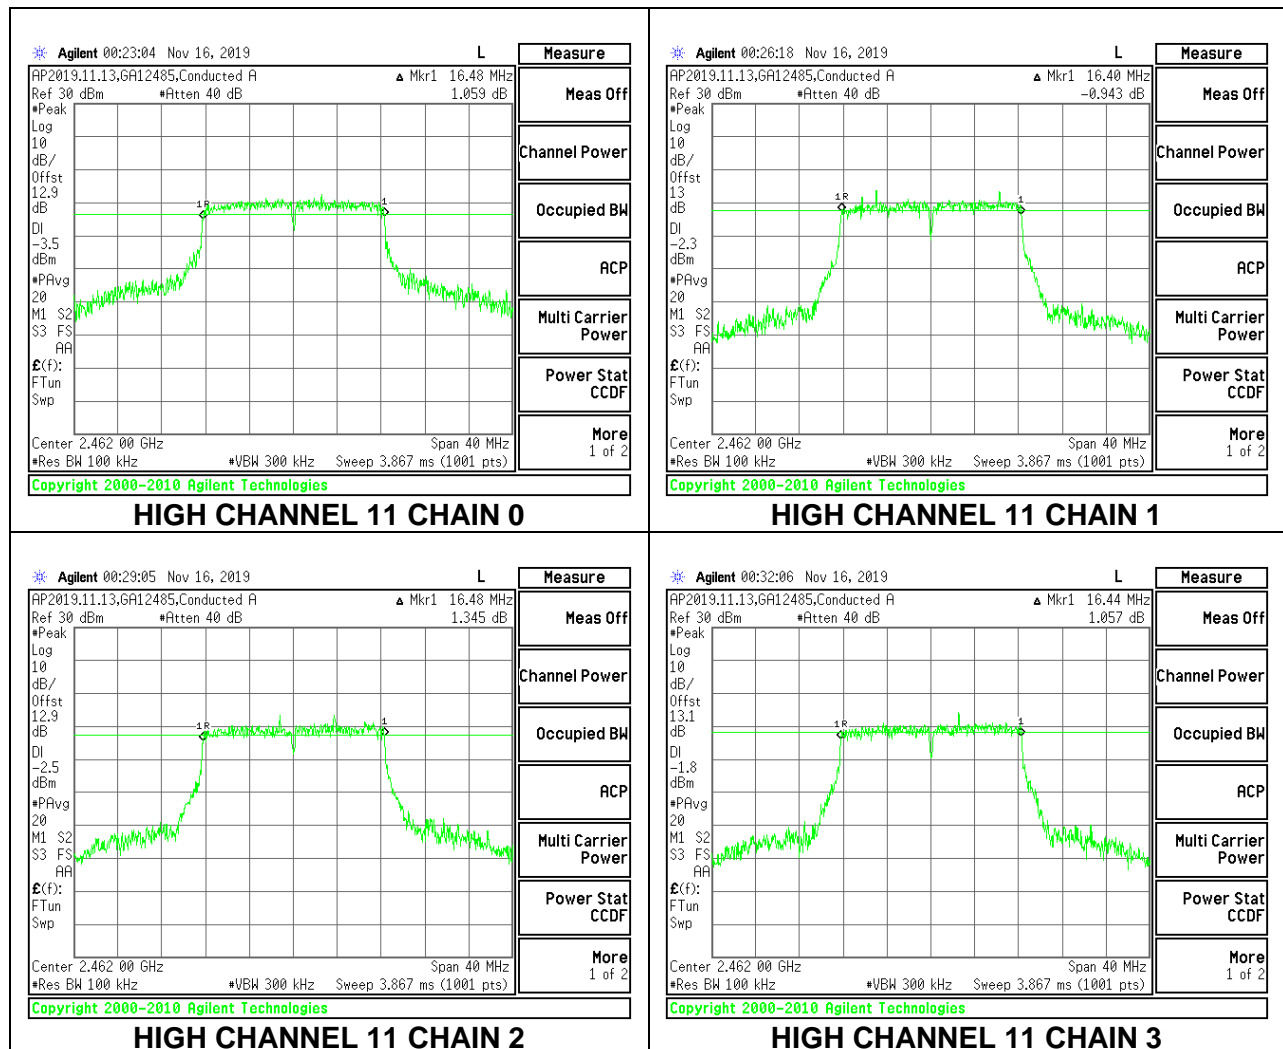 Agilent 00:23:04 Nov 16, 2019 L Measure
AP2019.11.13,GA12485,Conducted A ▵ Mkr1 16.48 MHz
Ref 30 dBm #Atten 40 dB 1.059 dB
Meas Off
#Peak
Log
10
dB/
Channel Power
Offst
12.9
dB
1R 1
Occupied BW
DI
-3.5
dBm
ACP
#PAvg
20
M1 S2
S3 FS
AA
Multi Carrier
Power
£(f):
FTun
Swp
Power Stat
CCDF
Center 2.462 00 GHz Span 40 MHz
#Res BW 100 kHz #VBW 300 kHz Sweep 3.867 ms (1001 pts)
More
1 of 2
Copyright 2000-2010 Agilent Technologies
HIGH CHANNEL 11 CHAIN 0
Agilent 00:26:18 Nov 16, 2019 L Measure
AP2019.11.13,GA12485,Conducted A ▵ Mkr1 16.40 MHz
Ref 30 dBm #Atten 40 dB -0.943 dB
Meas Off
#Peak
Log
10
dB/
Channel Power
Offst
13
dB
1R 1
Occupied BW
DI
-2.3
dBm
ACP
#PAvg
20
M1 S2
S3 FS
AA
Multi Carrier
Power
£(f):
FTun
Swp
Power Stat
CCDF
Center 2.462 00 GHz Span 40 MHz
#Res BW 100 kHz #VBW 300 kHz Sweep 3.867 ms (1001 pts)
More
1 of 2
Copyright 2000-2010 Agilent Technologies
HIGH CHANNEL 11 CHAIN 1
Agilent 00:29:05 Nov 16, 2019 L Measure
AP2019.11.13,GA12485,Conducted A ▵ Mkr1 16.48 MHz
Ref 30 dBm #Atten 40 dB 1.345 dB
Meas Off
#Peak
Log
10
dB/
Channel Power
Offst
12.9
dB
1R 1
Occupied BW
DI
-2.5
dBm
ACP
#PAvg
20
M1 S2
S3 FS
AA
Multi Carrier
Power
£(f):
FTun
Swp
Power Stat
CCDF
Center 2.462 00 GHz Span 40 MHz
#Res BW 100 kHz #VBW 300 kHz Sweep 3.867 ms (1001 pts)
More
1 of 2
Copyright 2000-2010 Agilent Technologies
HIGH CHANNEL 11 CHAIN 2
Agilent 00:32:06 Nov 16, 2019 L Measure
AP2019.11.13,GA12485,Conducted A ▵ Mkr1 16.44 MHz
Ref 30 dBm #Atten 40 dB 1.057 dB
Meas Off
#Peak
Log
10
dB/
Channel Power
Offst
13.1
dB
1R 1
Occupied BW
DI
-1.8
dBm
ACP
#PAvg
20
M1 S2
S3 FS
AA
Multi Carrier
Power
£(f):
FTun
Swp
Power Stat
CCDF
Center 2.462 00 GHz Span 40 MHz
#Res BW 100 kHz #VBW 300 kHz Sweep 3.867 ms (1001 pts)
More
1 of 2
Copyright 2000-2010 Agilent Technologies
HIGH CHANNEL 11 CHAIN 3